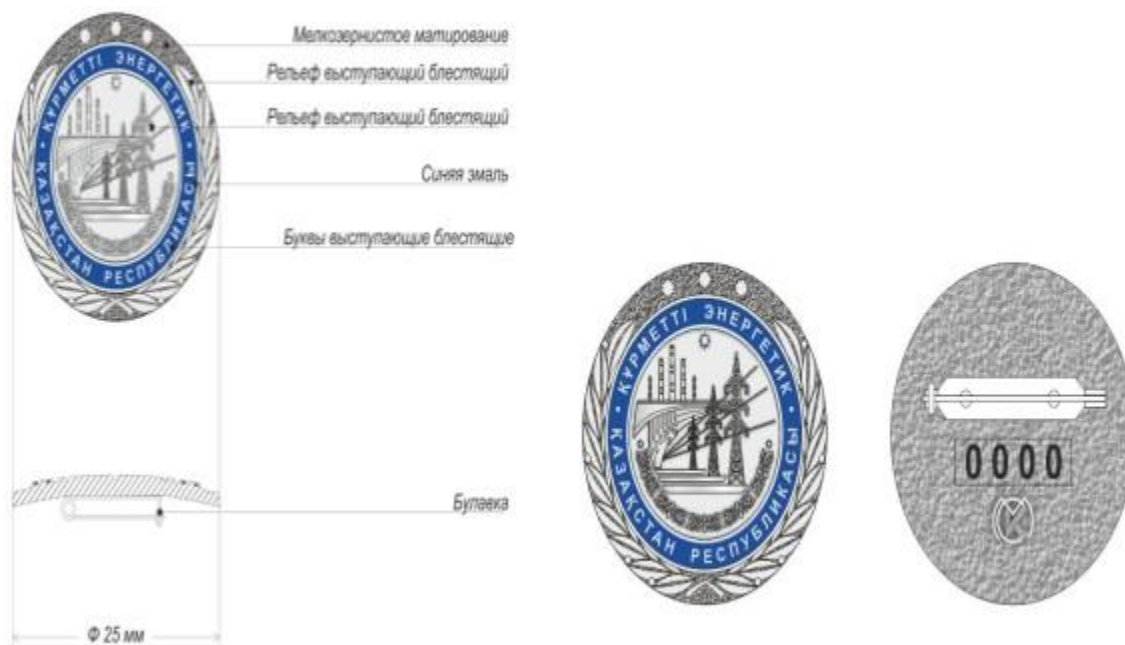 Мелкозернистое матирование
Рельеф выступающий блестящий
Рельеф выступающий блестящий
Синяя эмаль
Буквы выступающие блестящие
Булавка
Ф 25 мм
• ҚҰРМЕТТІ ЭНЕРГЕТИК •
ҚАЗАҚСТАН РЕСПУБЛИКАСЫ
• ҚҰРМЕТТІ ЭНЕРГЕТИК •
ҚАЗАҚСТАН РЕСПУБЛИКАСЫ
0000